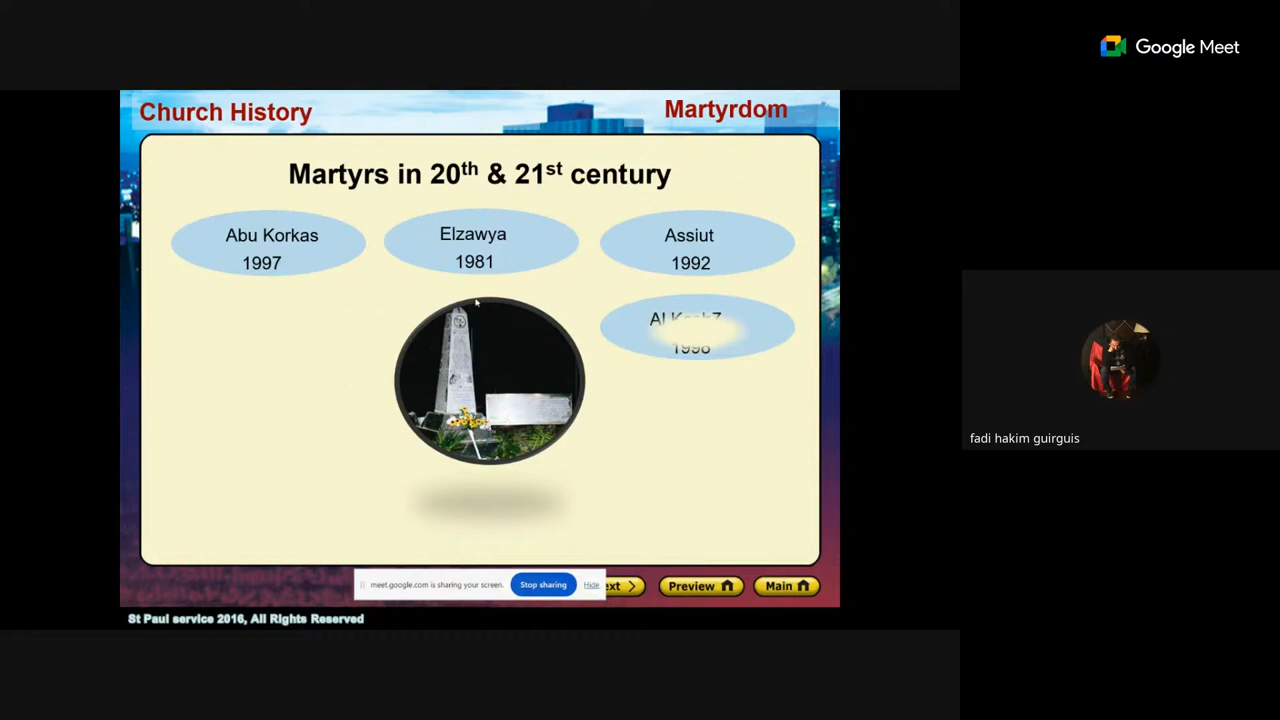 Google Meet
Church History
Martyrdom
Martyrs in 20th & 21st century
Abu Korkas
1997
Elzawya
1981
Assiut
1992
Al
1998
fadi hakim guirguis
meet.google.com is sharing your screen.
Stop sharing
Hide
ext
Preview
Main
St Paul service 2016, All Rights Reserved